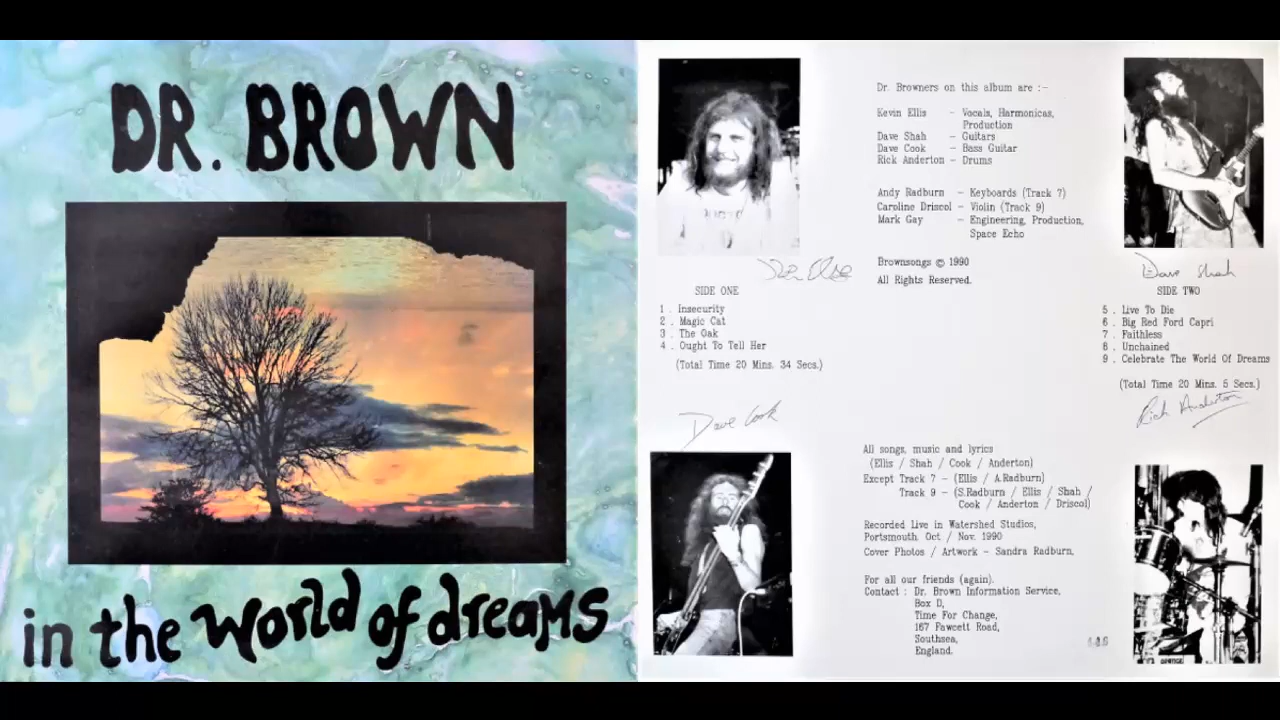 DR. BROWN
in the world of dreams
Dr. Browners on this album are :-
Kevin Ellis - Vocals, Harmonicas,
Production
Dave Shah - Guitars
Dave Cook - Bass Guitar
Rick Anderton - Drums
Andy Radburn - Keyboards (Track 7)
Caroline Driscol - Violin (Track 9)
Mark Gay - Engineering, Production,
Space Echo
Brownsongs © 1990
All Rights Reserved.
SIDE ONE
1 . Insecurity
2 . Magic Cat
3 . The Oak
4 . Ought To Tell Her
(Total Time 20 Mins. 34 Secs.)
Dave Shah
SIDE TWO
5 . Live To Die
6 . Big Red Ford Capri
7 . Faithless
8 . Unchained
9 . Celebrate The World Of Dreams
(Total Time 20 Mins. 5 Secs.)
Dave Cook
Rick Anderton
All songs, music and lyrics
(Ellis / Shah / Cook / Anderton)
Except Track 7 - (Ellis / A.Radburn)
Track 9 - (S.Radburn / Ellis / Shah /
Cook / Anderton / Driscol)
Recorded Live in Watershed Studios,
Portsmouth Oct / Nov. 1990
Cover Photos / Artwork - Sandra Radburn.
For all our friends (again).
Contact : Dr. Brown Information Service,
Box D,
Time For Change,
167 Fawcett Road,
Southsea,
England.